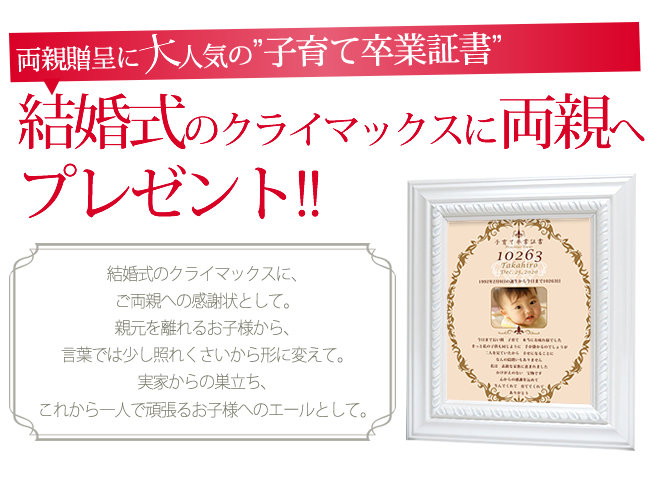 両親贈呈に大人気の”子育て卒業証書”
結婚式のクライマックスに両親へ
プレゼント!!
結婚式のクライマックスに、
ご両親への感謝状として。
親元を離れるお子様から、
言葉では少し照れくさいから形に変えて。
実家からの巣立ち、
これから一人で頑張るお子様へのエールとして。
子育て卒業証書
10263
Takahiro
Dec.25,2020